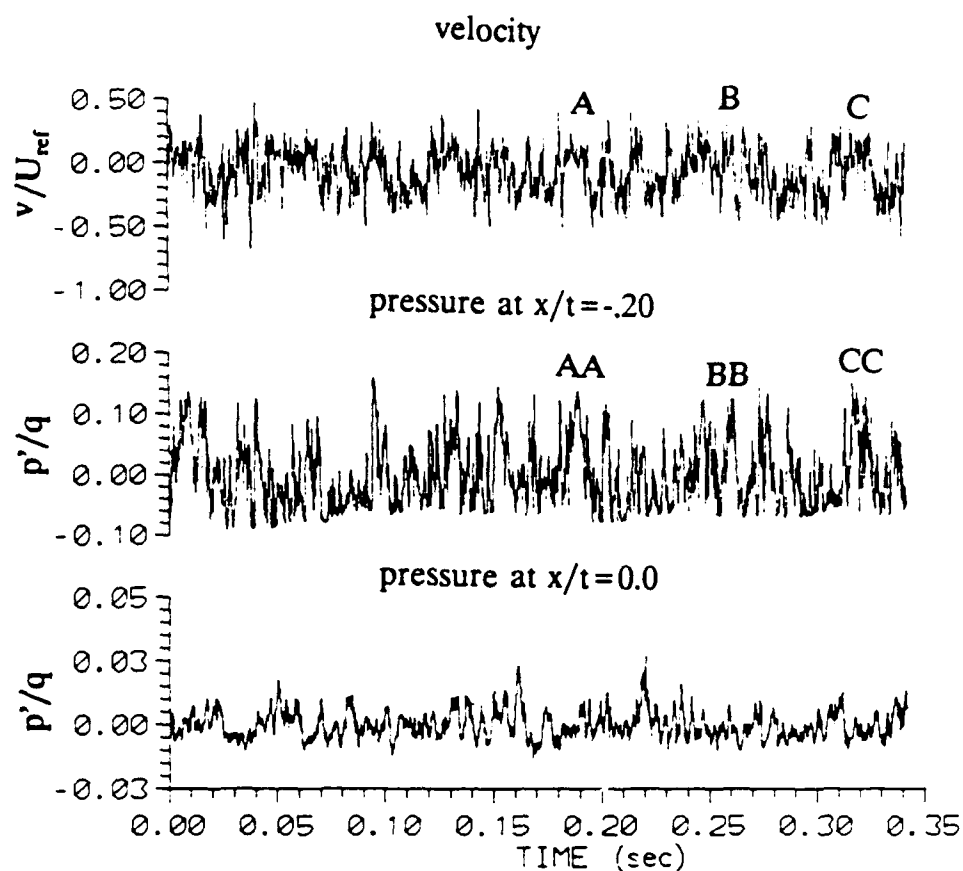 velocity
A B C
0.50
0.00
-0.50
-1.00
v/U_ref
pressure at x/t=-.20
AA BB CC
0.20
0.10
0.00
-0.10
p'/q
pressure at x/t=0.0
0.05
0.03
0.00
-0.03
p'/q
0.00 0.05 0.10 0.15 0.20 0.25 0.30 0.35
TIME (sec)